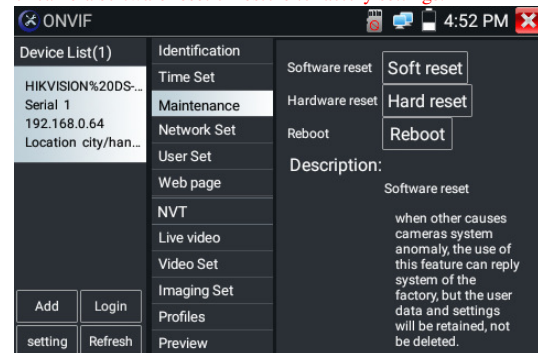 ONVIF
4:52 PM
Device List(1)
HIKVISION%20DS-...
Serial 1
192.168.0.64
Location city/han...
Add
Login
setting
Refresh
Identification
Time Set
Maintenance
Network Set
User Set
Web page
NVT
Live video
Video Set
Imaging Set
Profiles
Preview
Software reset
Soft reset
Hardware reset
Hard reset
Reboot
Reboot
Description:
Software reset
when other causes
cameras system
anomaly, the use of
this feature can reply
system of the
factory, but the user
data and settings
will be retained, not
be deleted.